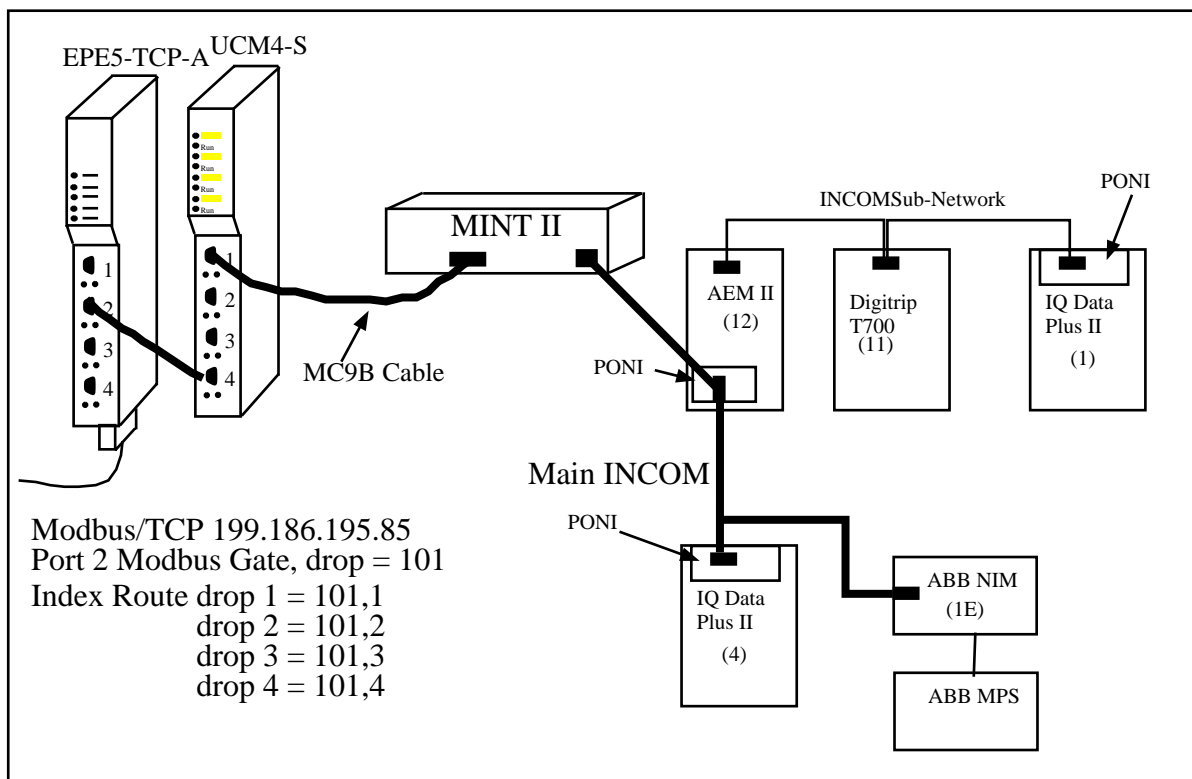 EPE5-TCP-A
UCM4-S
Run
Run
Run
Run
1
2
3
4
1
2
3
4
MINT II
MC9B Cable
INCOMSub-Network
PONI
AEM II
(12)
Digitrip
T700
(11)
IQ Data
Plus II
(1)
PONI
Main INCOM
PONI
IQ Data
Plus II
(4)
ABB NIM
(1E)
ABB MPS
Modbus/TCP 199.186.195.85
Port 2 Modbus Gate, drop = 101
Index Route drop 1 = 101,1
drop 2 = 101,2
drop 3 = 101,3
drop 4 = 101,4